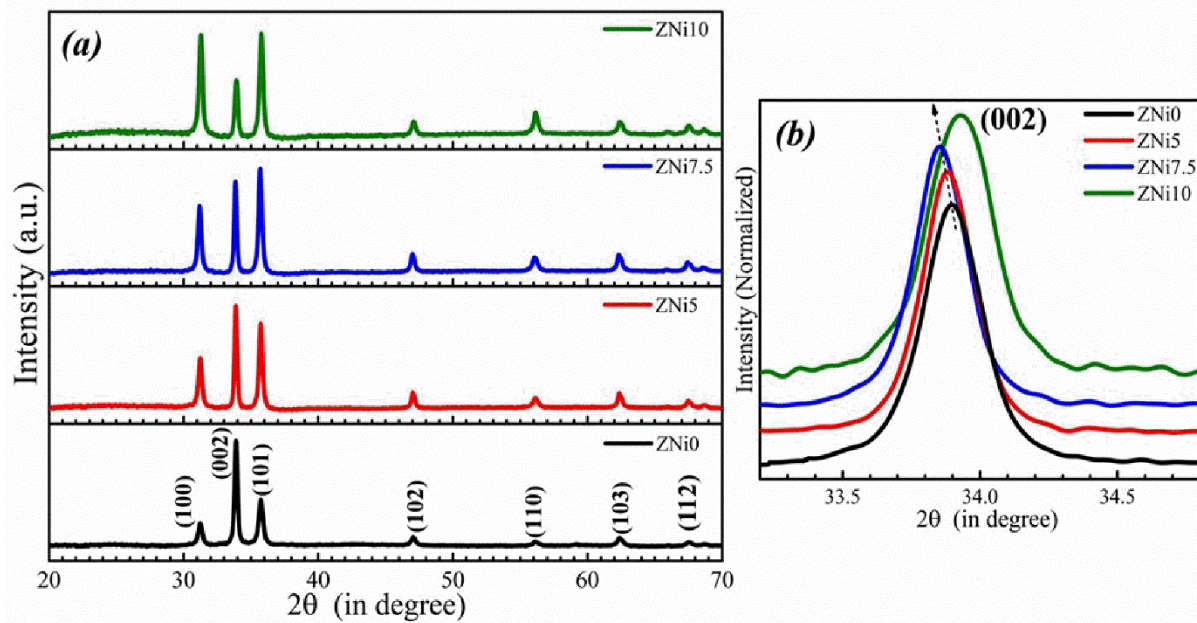 (a)
ZNi10
ZNi7.5
ZNi5
ZNi0
(100)
(002)
(101)
(102)
(110)
(103)
(112)
Intensity (a.u.)
20 30 40 50 60 70
2θ (in degree)
(b)
(002)
ZNi0
ZNi5
ZNi7.5
ZNi10
Intensity (Normalized)
33.5 34.0 34.5
2θ (in degree)